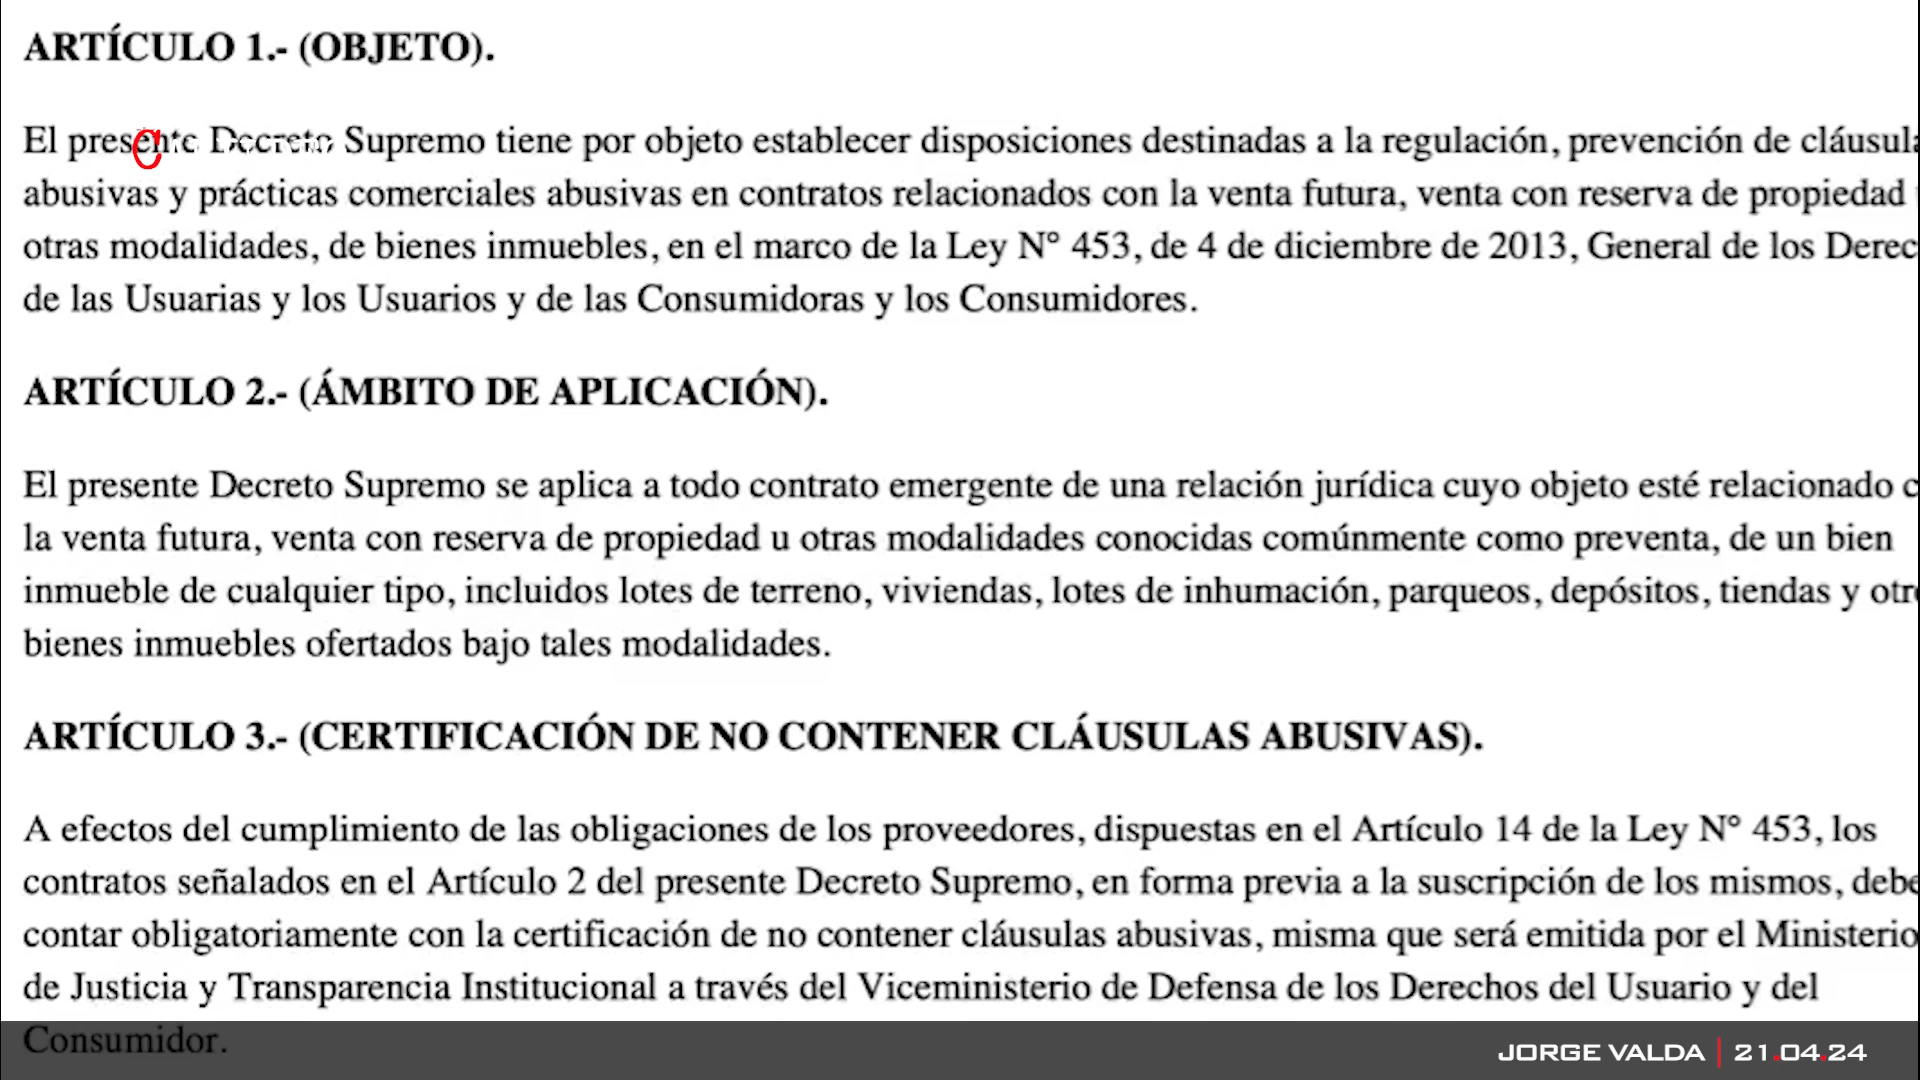 ARTÍCULO 1.- (OBJETO).
El presente Decreto Supremo tiene por objeto establecer disposiciones destinadas a la regulación, prevención de cláusula
abusivas y prácticas comerciales abusivas en contratos relacionados con la venta futura, venta con reserva de propiedad
otras modalidades, de bienes inmuebles, en el marco de la Ley N° 453, de 4 de diciembre de 2013, General de los Derec
de las Usuarias y los Usuarios y de las Consumidoras y los Consumidores.
ARTÍCULO 2.- (ÁMBITO DE APLICACIÓN).
El presente Decreto Supremo se aplica a todo contrato emergente de una relación jurídica cuyo objeto esté relacionado c
la venta futura, venta con reserva de propiedad u otras modalidades conocidas comúnmente como preventa, de un bien
inmueble de cualquier tipo, incluidos lotes de terreno, viviendas, lotes de inhumación, parqueos, depósitos, tiendas y otro
bienes inmuebles ofertados bajo tales modalidades.
ARTÍCULO 3.- (CERTIFICACIÓN DE NO CONTENER CLÁUSULAS ABUSIVAS).
A efectos del cumplimiento de las obligaciones de los proveedores, dispuestas en el Artículo 14 de la Ley N° 453, los
contratos señalados en el Artículo 2 del presente Decreto Supremo, en forma previa a la suscripción de los mismos, debe
contar obligatoriamente con la certificación de no contener cláusulas abusivas, misma que será emitida por el Ministerio
de Justicia y Transparencia Institucional a través del Viceministerio de Defensa de los Derechos del Usuario y del
Consumidor.
JORGE VALDA | 21.04.24